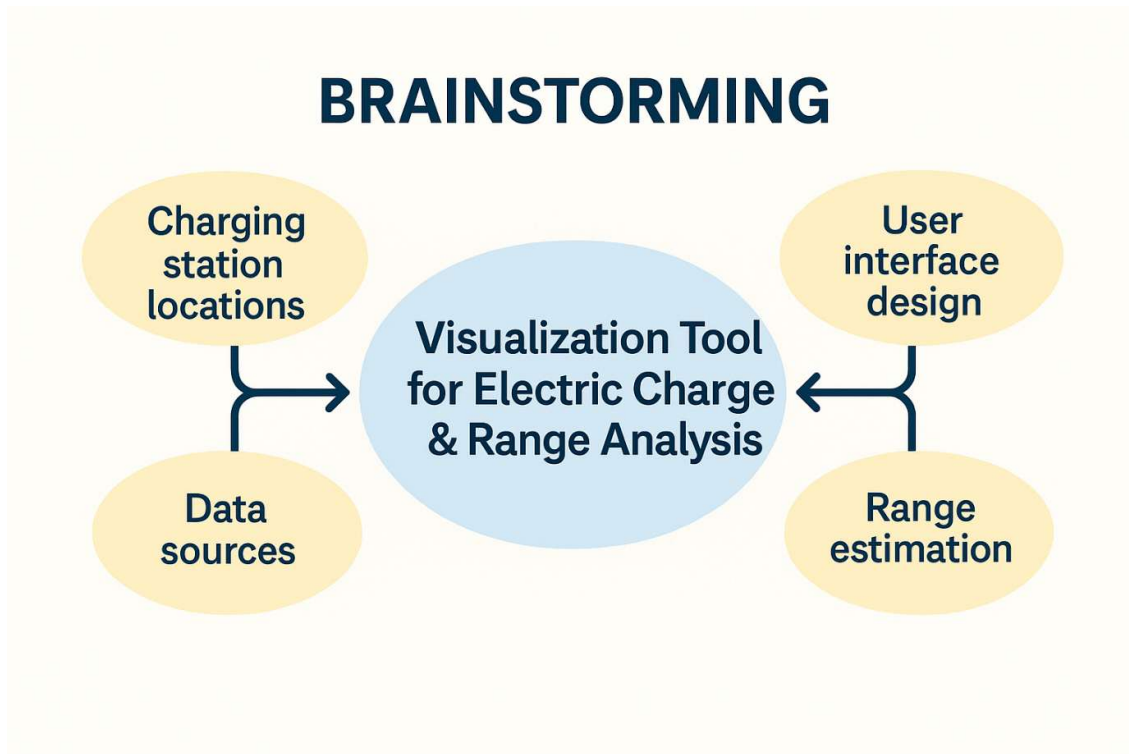 BRAINSTORMING
Charging
station
locations
User
interface
design
Visualization Tool
for Electric Charge
& Range Analysis
Data
sources
Range
estimation